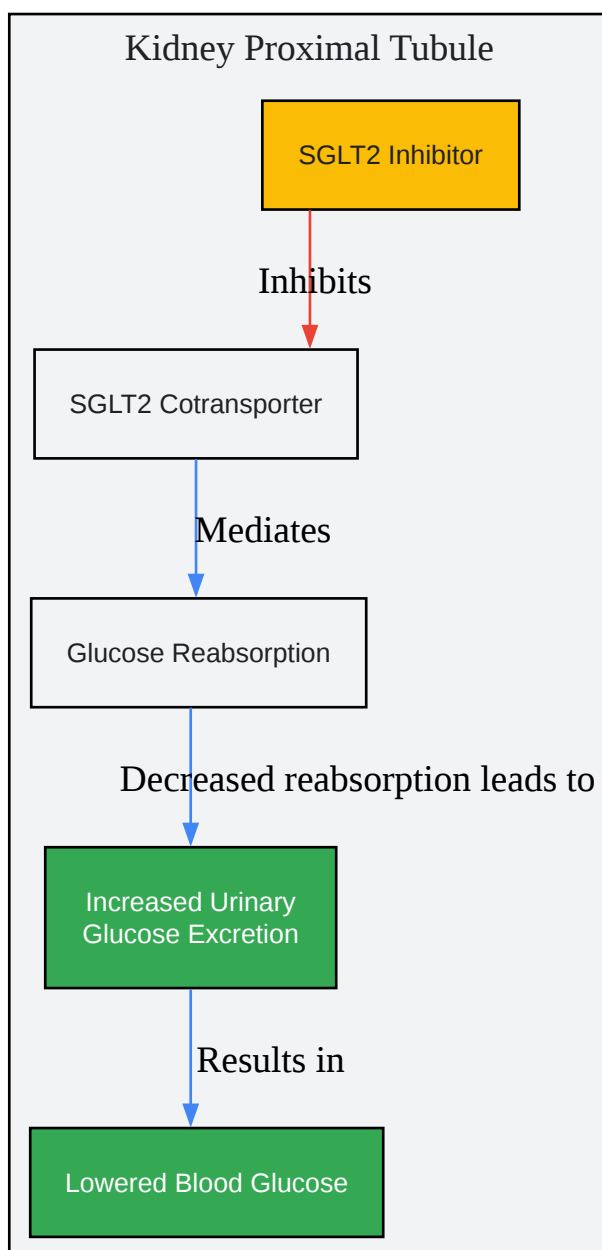 Kidney Proximal Tubule
SGLT2 Inhibitor
Inhibits
SGLT2 Cotransporter
Mediates
Glucose Reabsorption
Decreased reabsorption leads to
Increased Urinary
Glucose Excretion
Results in
Lowered Blood Glucose